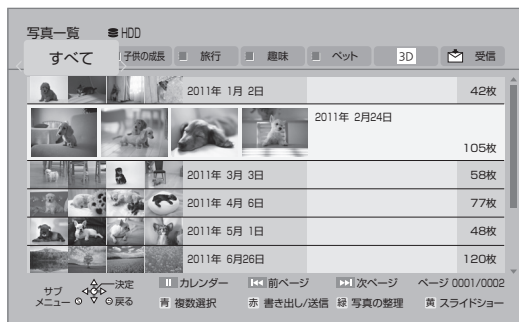 写真一覧 HDD
すべて 子供の成長 旅行 趣味 ペット 3D 受信
2011年 1月 2日 42枚
2011年 2月24日
105枚
2011年 3月 3日 58枚
2011年 4月 6日 77枚
2011年 5月 1日 48枚
2011年 6月26日 120枚
サブメニュー S 決定 戻る
カレンダー 前ページ 次ページ ページ 0001/0002
青 複数選択 赤 書き出し/送信 緑 写真の整理 黄 スライドショー